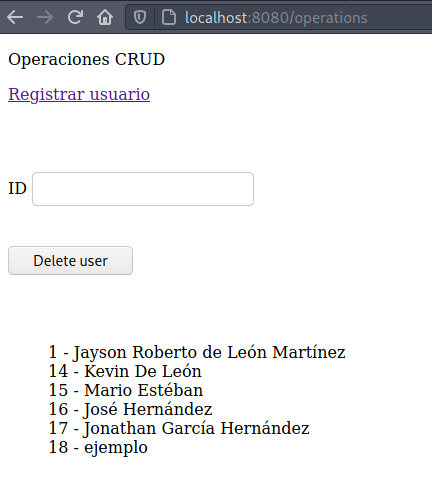 localhost:8080/operations
Operaciones CRUD
Registrar usuario
ID
Delete user
1 - Jayson Roberto de León Martínez
14 - Kevin De León
15 - Mario Estéban
16 - José Hernández
17 - Jonathan García Hernández
18 - ejemplo